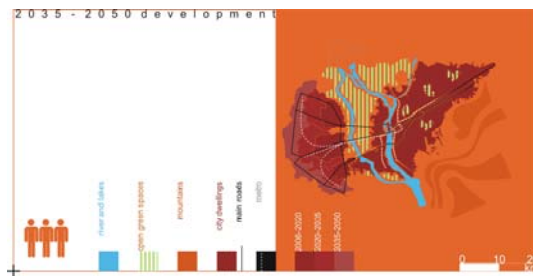 2035-2050 development
river and lakes
open green spaces
mountains
city dwellings
main roads
metro
2006-2020
2020-2035
2035-2050
0 10